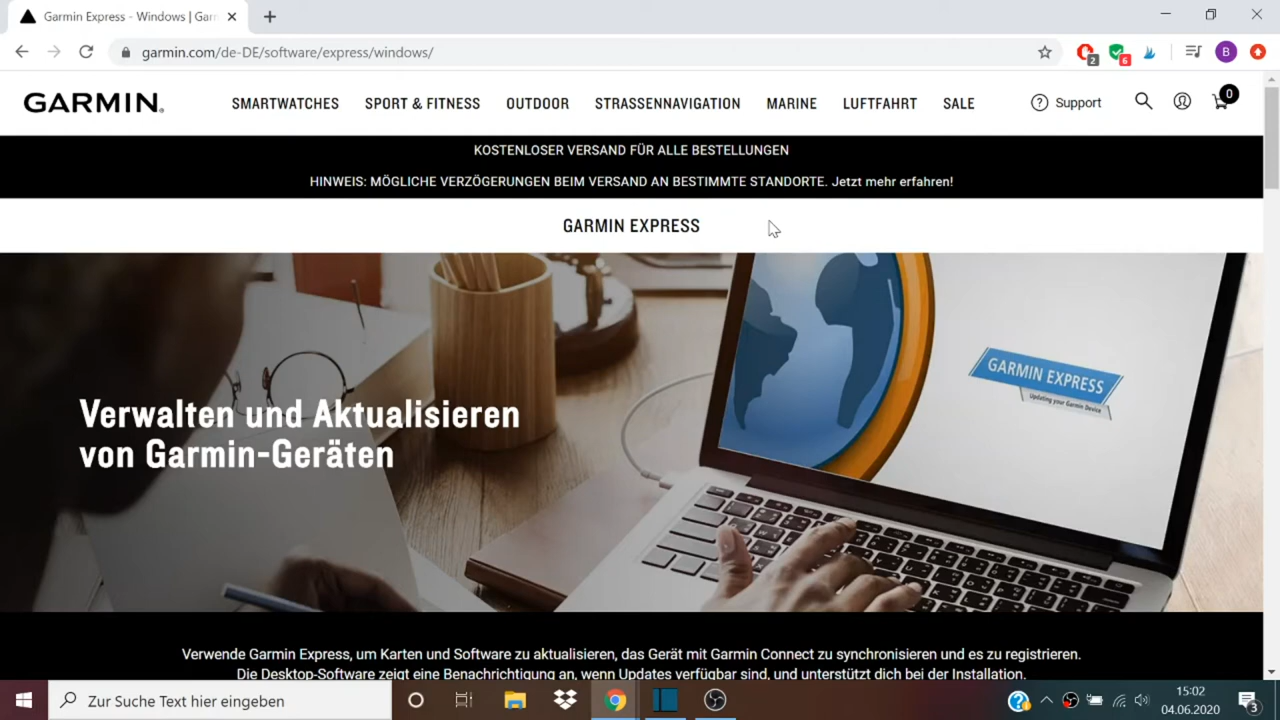 Garmin Express - Windows | Garm
garmin.com/de-DE/software/express/windows/
2
6
B
GARMIN.
SMARTWATCHES
SPORT & FITNESS
OUTDOOR
STRASSENNAVIGATION
MARINE
LUFTFAHRT
SALE
Support
0
KOSTENLOSER VERSAND FÜR ALLE BESTELLUNGEN
HINWEIS: MÖGLICHE VERZÖGERUNGEN BEIM VERSAND AN BESTIMMTE STANDORTE. Jetzt mehr erfahren!
GARMIN EXPRESS
GARMIN EXPRESS
Updating your Garmin Device
Verwalten und Aktualisieren
von Garmin-Geräten
Verwende Garmin Express, um Karten und Software zu aktualisieren, das Gerät mit Garmin Connect zu synchronisieren und es zu registrieren.
Die Desktop-Software zeigt eine Benachrichtigung an, wenn Updates verfügbar sind, und unterstützt dich bei der Installation.
Zur Suche Text hier eingeben
15:02
04.06.2020
3